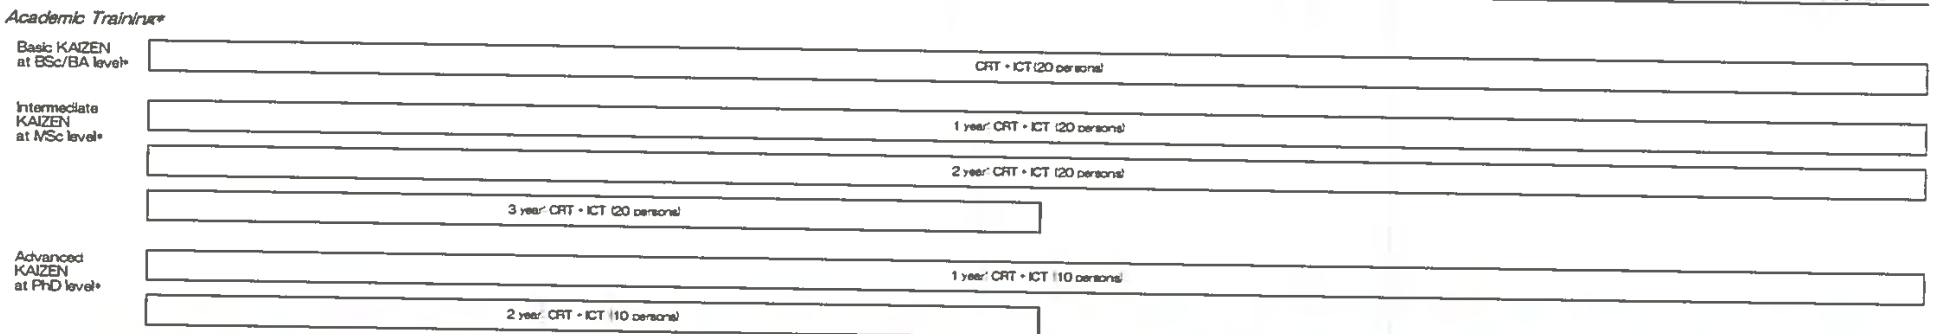 Academic Training*
Basic KAIZEN
at BSc/BA level*
CRT + ICT (20 persons)
Intermediate
KAIZEN
at MSc level*
1 year: CRT + ICT (20 persons)
2 year: CRT + ICT (20 persons)
3 year: CRT + ICT (20 persons)
Advanced
KAIZEN
at PhD level*
1 year: CRT + ICT (10 persons)
2 year: CRT + ICT (10 persons)